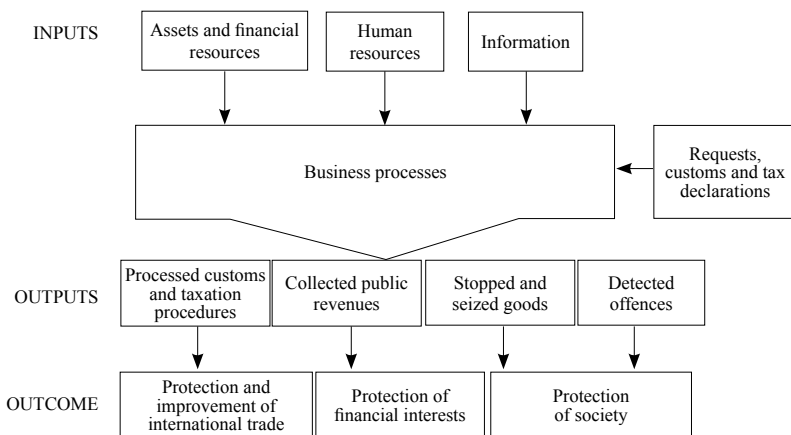 INPUTS
Assets and financial
resources
Human
resources
Information
Business processes
Requests,
customs and tax
declarations
OUTPUTS
Processed customs
and taxation
procedures
Collected public
revenues
Stopped and
seized goods
Detected
offences
OUTCOME
Protection and
improvement of
international trade
Protection of
financial interests
Protection
of society